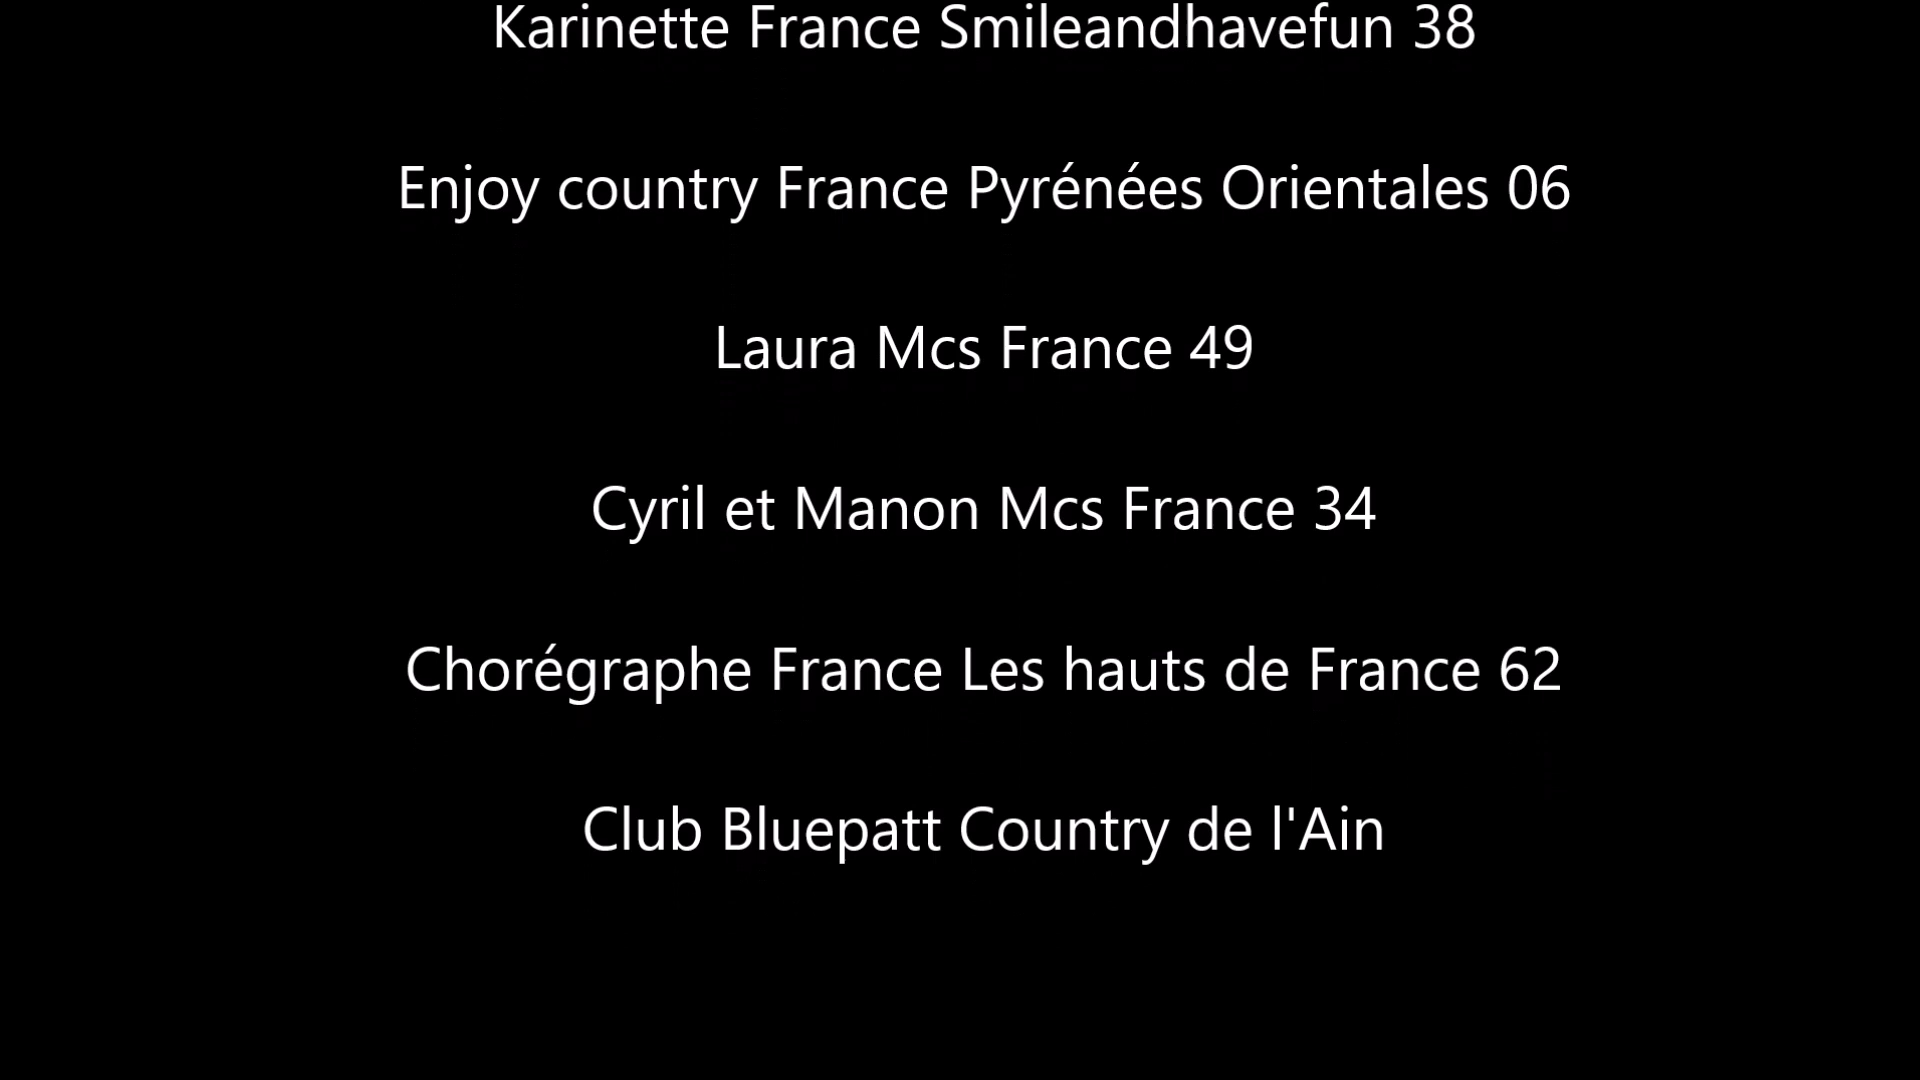 Karinette France Smileandhavefun 38
Enjoy country France Pyrénées Orientales 06
Laura Mcs France 49
Cyril et Manon Mcs France 34
Chorégraphe France Les hauts de France 62
Club Bluepatt Country de l'Ain